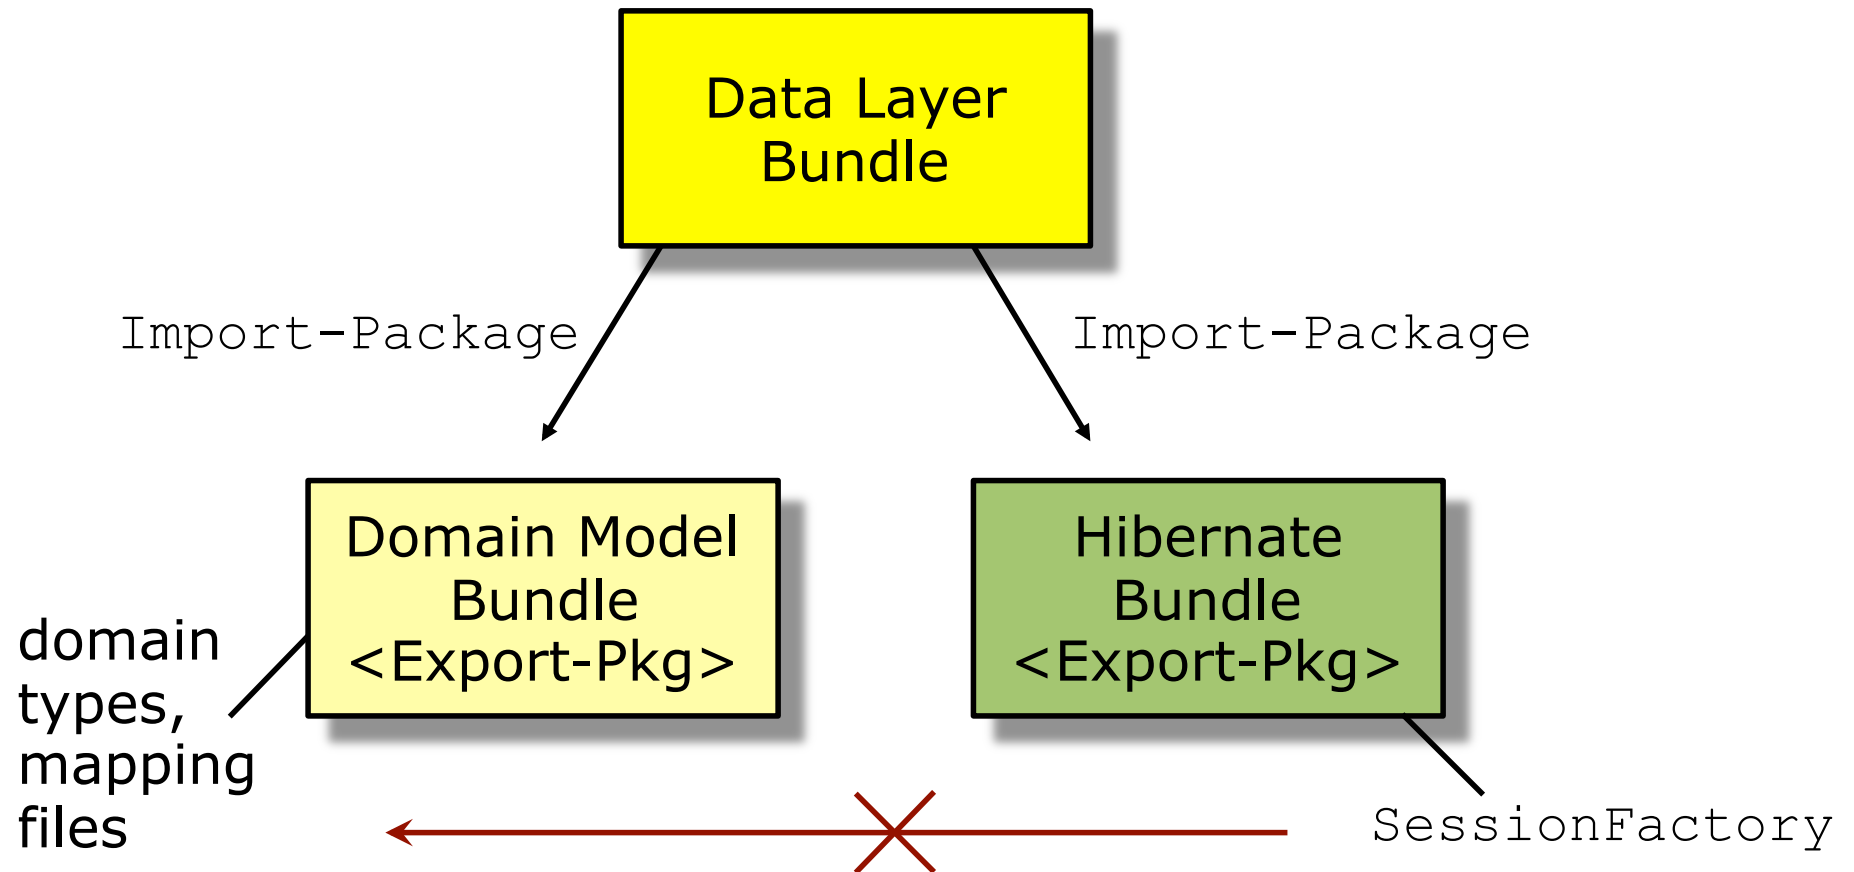 Data Layer
Bundle
Import-Package
Import-Package
Domain Model
Bundle
<Export-Pkg>
Hibernate
Bundle
<Export-Pkg>
domain
types,
mapping
files
SessionFactory